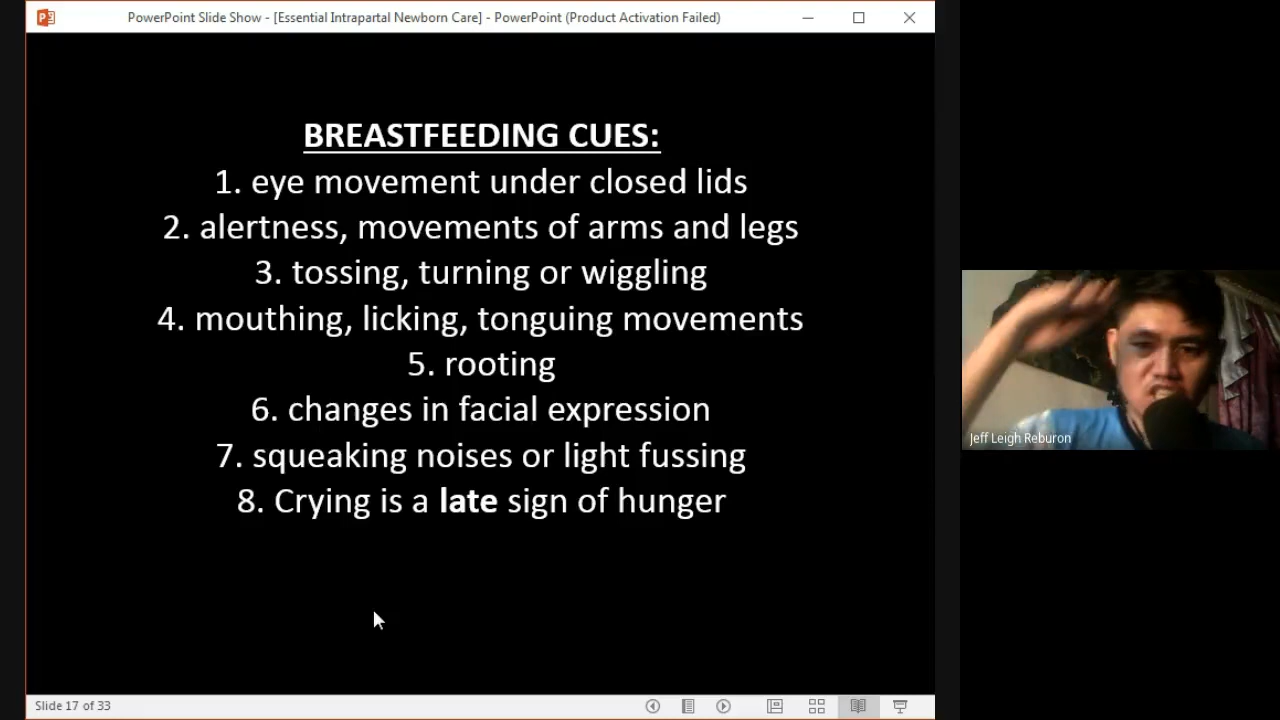 PowerPoint Slide Show - [Essential Intrapartal Newborn Care] - PowerPoint (Product Activation Failed)
BREASTFEEDING CUES:
1. eye movement under closed lids
2. alertness, movements of arms and legs
3. tossing, turning or wiggling
4. mouthing, licking, tonguing movements
5. rooting
6. changes in facial expression
7. squeaking noises or light fussing
8. Crying is a late sign of hunger
Jeff Leigh Reburon
Slide 17 of 33